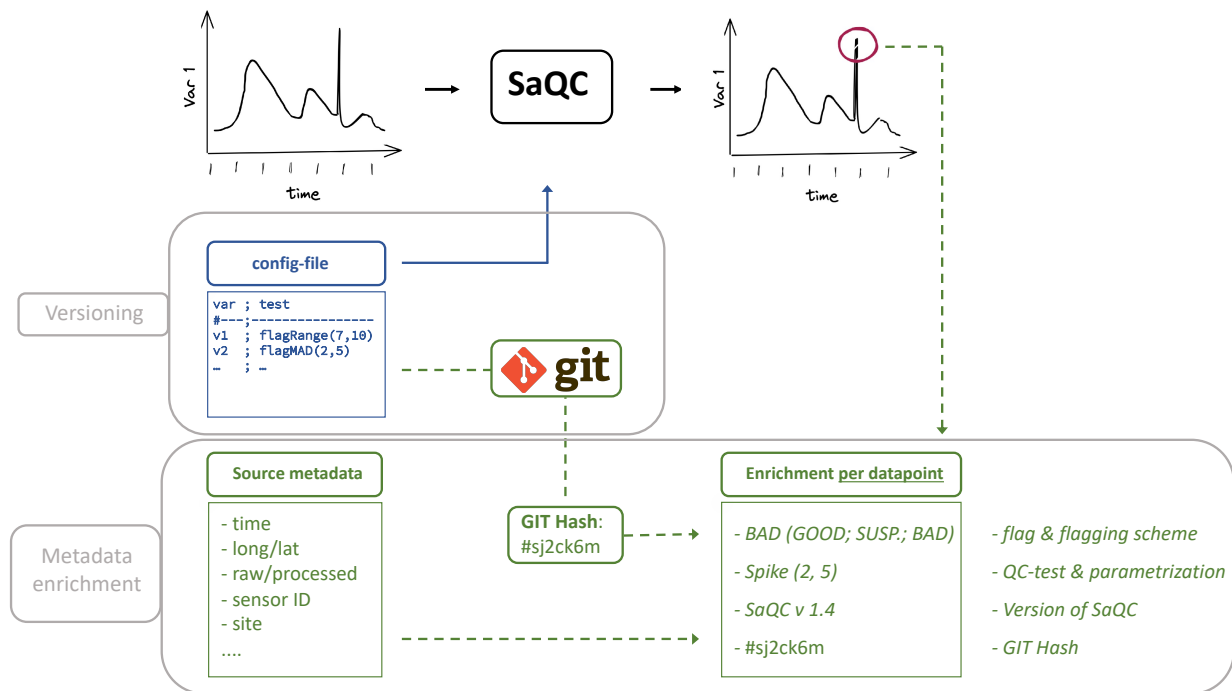 Var 1
time
SaQC
Var 1
time
Versioning
config-file
var ; test
#---;-----------------
v1 ; flagRange(7,10)
v2 ; flagMAD(2,5)
… ; …
git
Metadata
enrichment
Source metadata
- time
- long/lat
- raw/processed
- sensor ID
- site
....
GIT Hash:
#sj2ck6m
Enrichment per datapoint
- BAD (GOOD; SUSP.; BAD)
- Spike (2, 5)
- SaQC v 1.4
- #sj2ck6m
- flag & flagging scheme
- QC-test & parametrization
- Version of SaQC
- GIT Hash